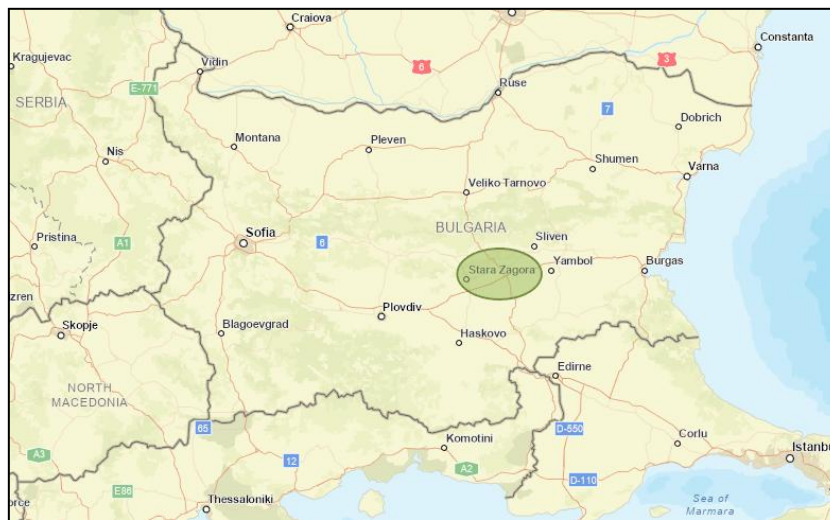 Craiova
Constanta
Kragujevac
Vidin
6
3
E-771
Ruse
SERBIA
7
Dobrich
Montana
Pleven
Nis
Shumen
Varna
Veliko Tarnovo
Pristina
A1
Sofia
6
BULGARIA
Sliven
Stara Zagora
Yambol
Burgas
zren
Plovdiv
Skopje
Blagoevgrad
Haskovo
Edirne
NORTH
MACEDONIA
65
D-550
Komotini
Corlu
A3
12
A2
Istanbu
E86
D-110
Thessaloniki
Sea of
Marmara
orce